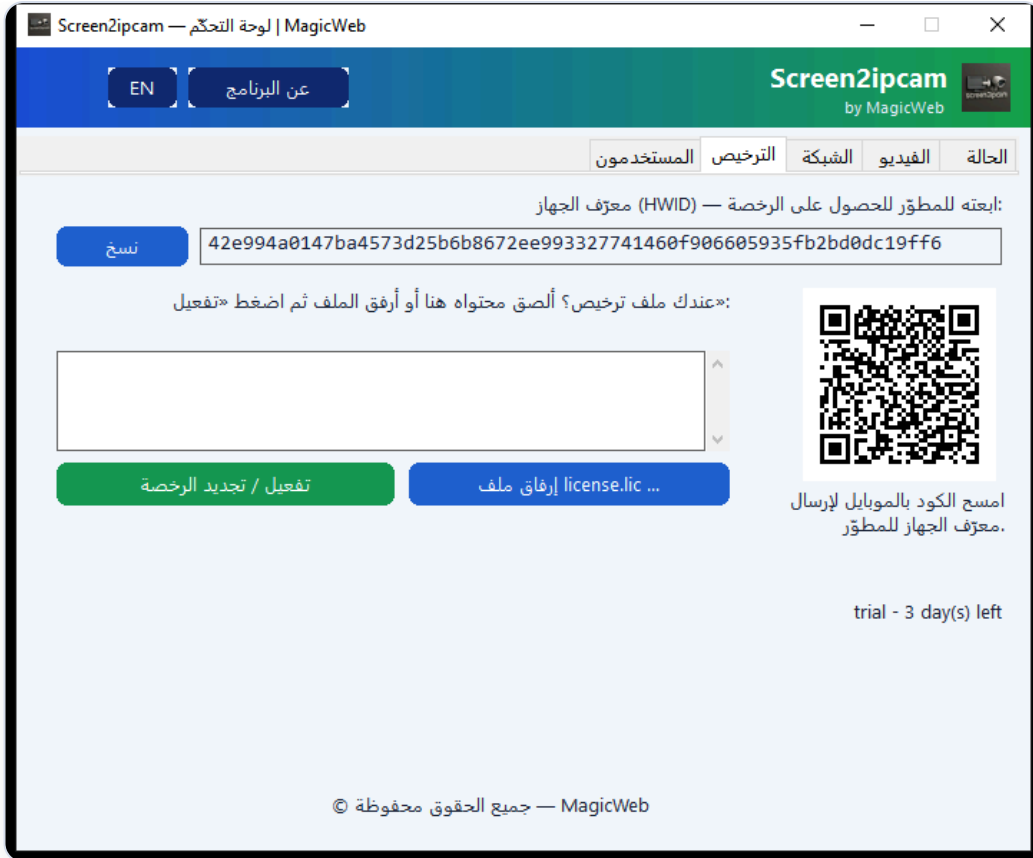 Screen2ipcam — لوحة التحكّم | MagicWeb
Screen2ipcam
by MagicWeb
عن البرنامج
EN
الحالة
الفيديو
الشبكة
الترخيص
المستخدمون
معرّف الجهاز (HWID) — ابعته للمطوّر للحصول على الرخصة:
42e994a0147ba4573d25b6b8672ee993327741460f906605935fb2bd0dc19ff6
نسخ
عندك ملف ترخيص؟ ألصق محتواه هنا أو أرفق الملف ثم اضغط «تفعيل»:
إرفاق ملف license.lic ...
تفعيل / تجديد الرخصة
screen2ipcam
امسح الكود بالموبايل لإرسال
معرّف الجهاز للمطوّر.
trial - 3 day(s) left
© جميع الحقوق محفوظة — MagicWeb